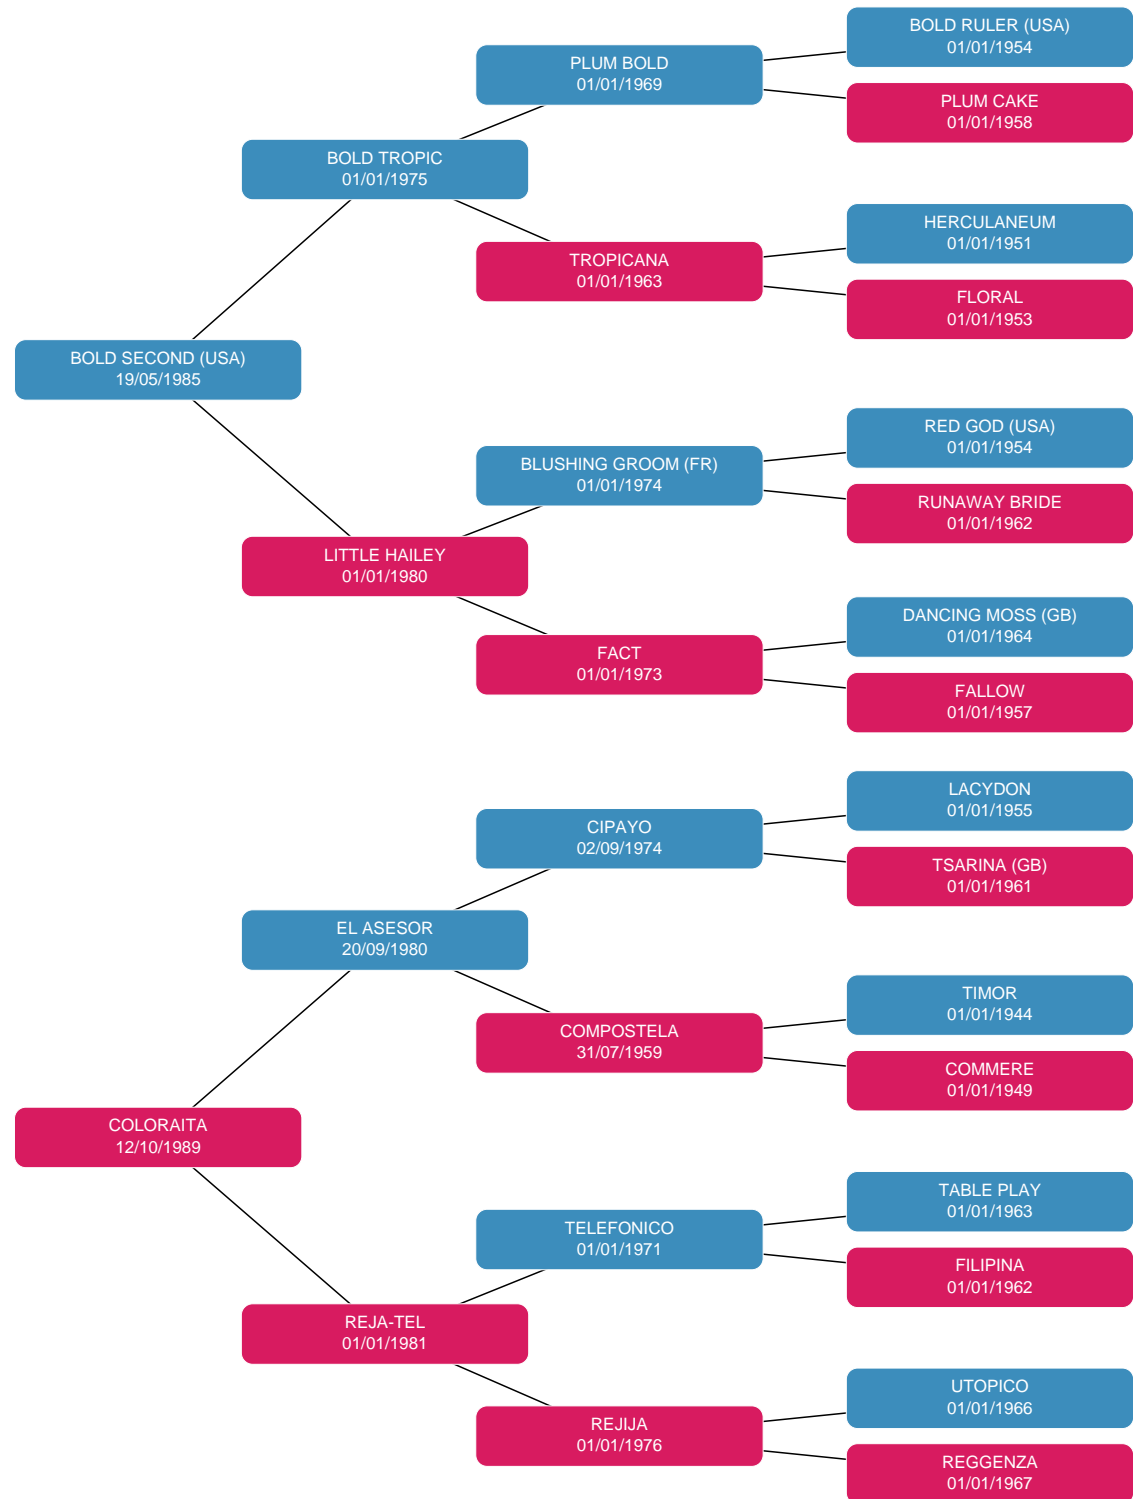 BOLD RULER (USA)
01/01/1954
PLUM BOLD
01/01/1969
PLUM CAKE
01/01/1958
BOLD TROPIC
01/01/1975
HERCULANEUM
01/01/1951
TROPICANA
01/01/1963
FLORAL
01/01/1953
BOLD SECOND (USA)
19/05/1985
RED GOD (USA)
01/01/1954
BLUSHING GROOM (FR)
01/01/1974
RUNAWAY BRIDE
01/01/1962
LITTLE HAILEY
01/01/1980
DANCING MOSS (GB)
01/01/1964
FACT
01/01/1973
FALLOW
01/01/1957
LACYDON
01/01/1955
CIPAYO
02/09/1974
TSARINA (GB)
01/01/1961
EL ASESOR
20/09/1980
TIMOR
01/01/1944
COMPOSTELA
31/07/1959
COMMERE
01/01/1949
COLORAITA
12/10/1989
TABLE PLAY
01/01/1963
TELEFONICO
01/01/1971
FILIPINA
01/01/1962
REJA-TEL
01/01/1981
UTOPICO
01/01/1966
REJIJA
01/01/1976
REGGENZA
01/01/1967